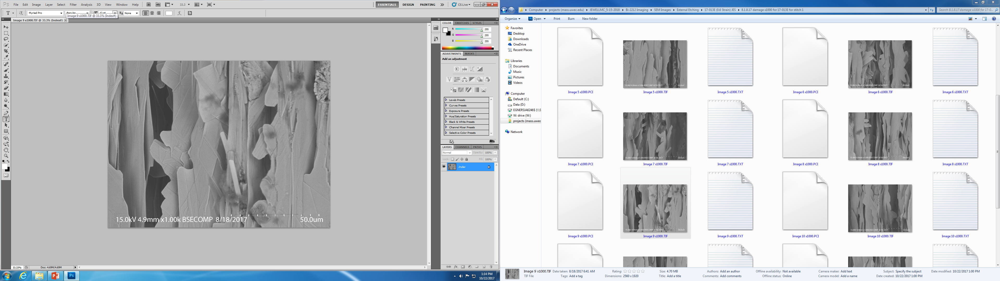 Ps File Edit Image Layer Select Filter Analysis 3D View Window Help Br Mb 33.3 ESSENTIALS DESIGN PAINTING CS Live
T Myriad Pro Regular 12 pt aa None
Image 9 x1000.TIF @ 33.3% (Index#)
Image 9 x1000.TIF @ 33.3% (Index#)
COLOR SWATCHES STYLES
R 255
G 255
B 255
ADJUSTMENTS MASKS
Add an adjustment
Levels Presets
Curves Presets
Exposure Presets
Hue/Saturation Presets
Black & White Presets
Channel Mixer Presets
Selective Color Presets
LAYERS CHANNELS PATHS
Normal Opacity: 100%
Lock: Fill: 100%
Index
15.0kV 4.9mm x1.00k BSECOMP 8/18/2017 50.0um
33.33% Doc: 4.69M/4.69M
1:14 PM
10/22/2017
Computer projects (mass.uwec.edu) JEWELLMC_5-15-2018 Bi-2212 Imaging SEM Images External Etching 17-013E (0.6 Strain) JES 8.1.8.17 damage x1000 for 17-013E for stitch 1
Search 8.1.8.17 damage x1000 for 17-0...
Organize Open Print Burn New folder
Favorites
Desktop
Downloads
OneDrive
Recent Places
Libraries
Documents
Music
Pictures
Videos
Computer
Default (C:)
Data (D:)
EGNERSJA6246$ (\\S
W: drive (W:)
projects (mass.uwec
Network
Image 5 x1000.PCI Image 5 x1000.TIF Image 5 x1000.TXT Image 6 x1000.PCI Image 6 x1000.TIF Image 6 x1000.TXT
Image 7 x1000.PCI Image 7 x1000.TIF Image 7 x1000.TXT Image 8 x1000.PCI Image 8 x1000.TIF Image 8 x1000.TXT
Image 9 x1000.PCI Image 9 x1000.TIF Image 9 x1000.TXT Image 10 x1000.PCI Image 10 x1000.TIF Image 10 x1000.TXT
Image 9 x1000.TIF Date taken: 8/18/2017 6:41 AM Rating: Size: 4.70 MB Authors: Add an author Offline availability: Not available Camera maker: Add text Subject: Specify the subject Date modified: 10/22/2017 1:00 PM
TIF File Tags: Add a tag Dimensions: 2560 x 1920 Title: Add a title Comments: Add comments Offline status: Online Camera model: Add a name Date created: 10/22/2017 1:00 PM